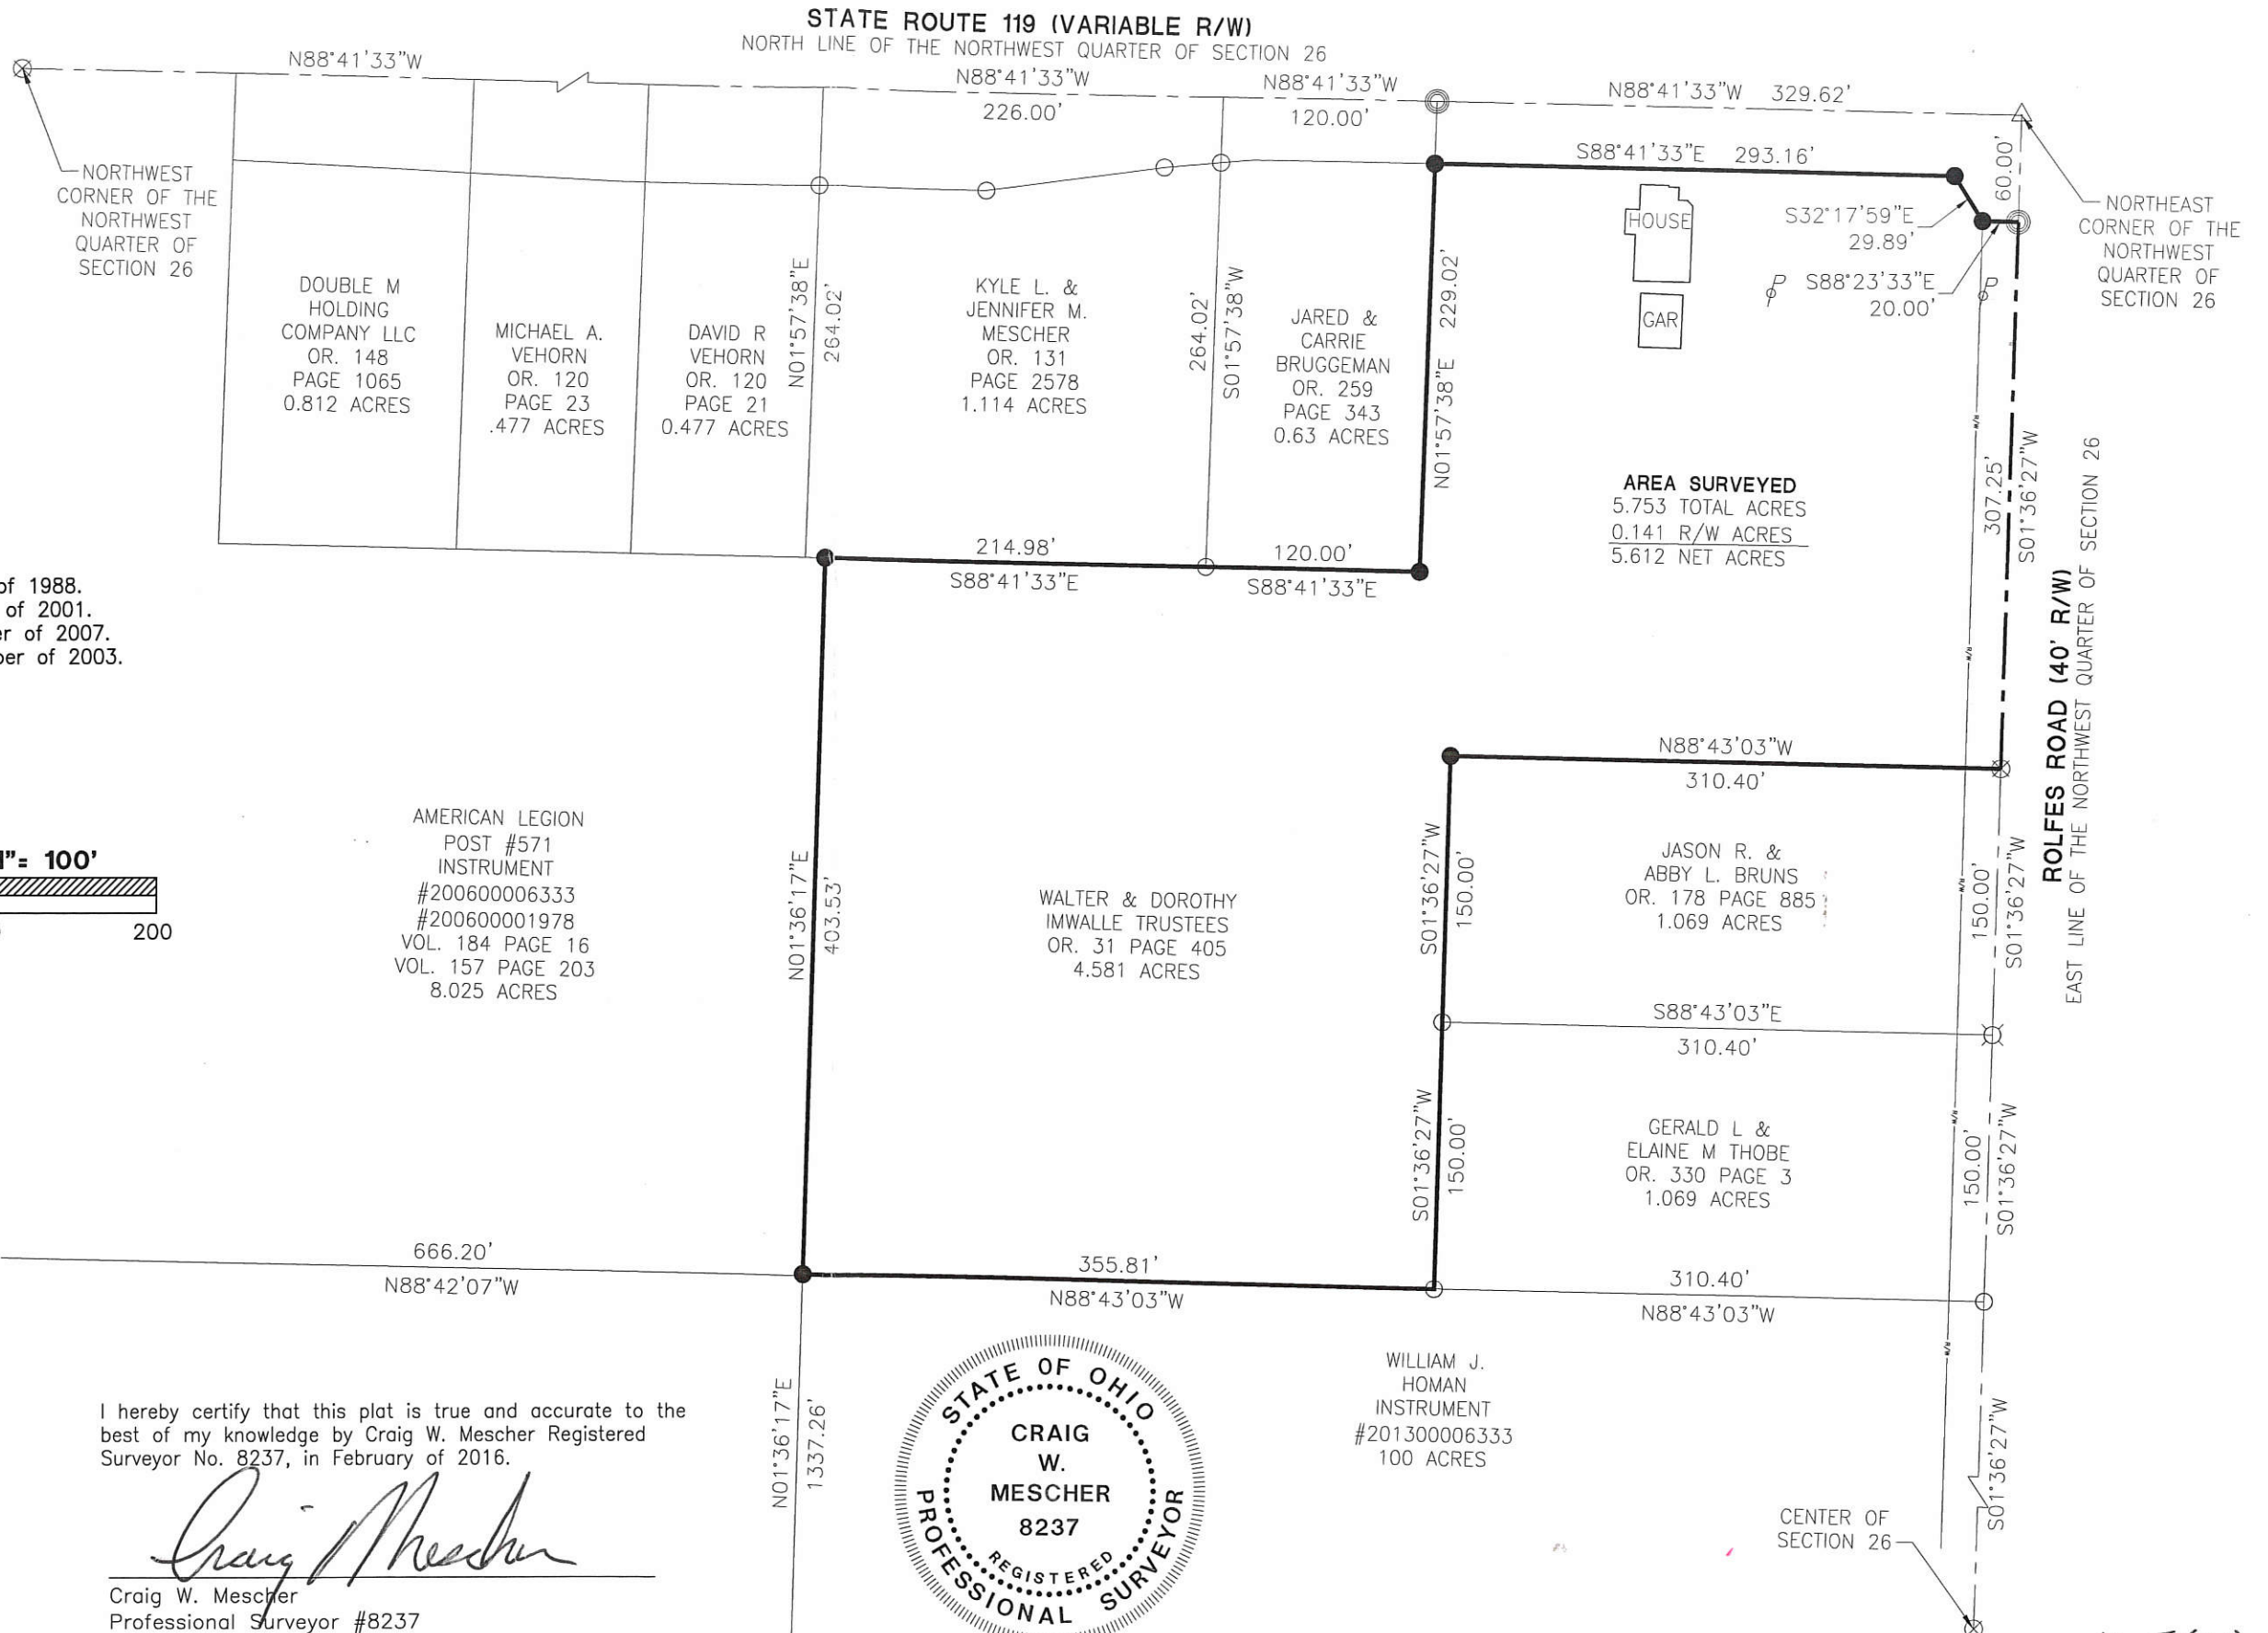 STATE ROUTE 119 (VARIABLE R/W)
NORTH LINE OF THE NORTHWEST QUARTER OF SECTION 26
N88°41'33"W
N88°41'33"W
226.00'
N88°41'33"W
120.00'
N88°41'33"W 329.62'
NORTHWEST
CORNER OF THE
NORTHWEST
QUARTER OF
SECTION 26
S88°41'33"E 293.16'
60.00'
NORTHEAST
CORNER OF THE
NORTHWEST
QUARTER OF
SECTION 26
HOUSE
GAR
S32°17'59"E
29.89'
S88°23'33"E
20.00'
P
P
DOUBLE M
HOLDING
COMPANY LLC
OR. 148
PAGE 1065
0.812 ACRES
MICHAEL A.
VEHORN
OR. 120
PAGE 23
.477 ACRES
DAVID R
VEHORN
OR. 120
PAGE 21
0.477 ACRES
N01°57'38"E
264.02'
KYLE L. &
JENNIFER M.
MESCHER
OR. 131
PAGE 2578
1.114 ACRES
264.02'
S01°57'38"W
JARED &
CARRIE
BRUGGEMAN
OR. 259
PAGE 343
0.63 ACRES
N01°57'38"E 229.02'
AREA SURVEYED
5.753 TOTAL ACRES
0.141 R/W ACRES
5.612 NET ACRES
307.25'
S01°36'27"W
R/W
R/W
214.98'
S88°41'33"E
120.00'
S88°41'33"E
of 1988.
of 2001.
er of 2007.
ber of 2003.
ROLFES ROAD (40' R/W)
EAST LINE OF THE NORTHWEST QUARTER OF SECTION 26
N88°43'03"W
310.40'
1"= 100'
200
AMERICAN LEGION
POST #571
INSTRUMENT
#200600006333
#200600001978
VOL. 184 PAGE 16
VOL. 157 PAGE 203
8.025 ACRES
N01°36'17"E
403.53'
WALTER & DOROTHY
IMWALLE TRUSTEES
OR. 31 PAGE 405
4.581 ACRES
S01°36'27"W
150.00'
JASON R. &
ABBY L. BRUNS
OR. 178 PAGE 885
1.069 ACRES
R/W
150.00'
S01°36'27"W
S88°43'03"E
310.40'
S01°36'27"W
150.00'
GERALD L &
ELAINE M THOBE
OR. 330 PAGE 3
1.069 ACRES
R/W
150.00'
S01°36'27"W
666.20'
N88°42'07"W
355.81'
N88°43'03"W
310.40'
N88°43'03"W
R/W
N01°36'17"E
1337.26'
WILLIAM J.
HOMAN
INSTRUMENT
#201300006333
100 ACRES
S01°36'27"W
CENTER OF
SECTION 26
I hereby certify that this plat is true and accurate to the
best of my knowledge by Craig W. Mescher Registered
Surveyor No. 8237, in February of 2016.
Craig Mescher
Craig W. Mescher
Professional Surveyor #8237
STATE OF OHIO
CRAIG
W.
MESCHER
8237
REGISTERED
PROFESSIONAL SURVEYOR